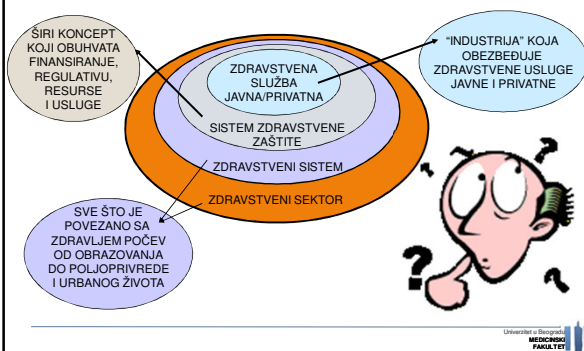 ŠIRI KONCEPT
KOJI OBUHVATA
FINANSIRANJE,
REGULATIVU,
RESURSE
I USLUGE
ZDRAVSTVENA
SLUŽBA
JAVNA/PRIVATNA
SISTEM ZDRAVSTVENE
ZAŠTITE
ZDRAVSTVENI SISTEM
ZDRAVSTVENI SEKTOR
“INDUSTRIJA” KOJA
OBEZBEĐUJE
ZDRAVSTVENE USLUGE
JAVNE I PRIVATNE
SVE ŠTO JE
POVEZANO SA
ZDRAVLJEM POČEV
OD OBRAZOVANJA
DO POLJOPRIVREDE
I URBANOG ŽIVOTA
?
?
?
Univerzitet u Beogradu
MEDICINSKI
FAKULTET